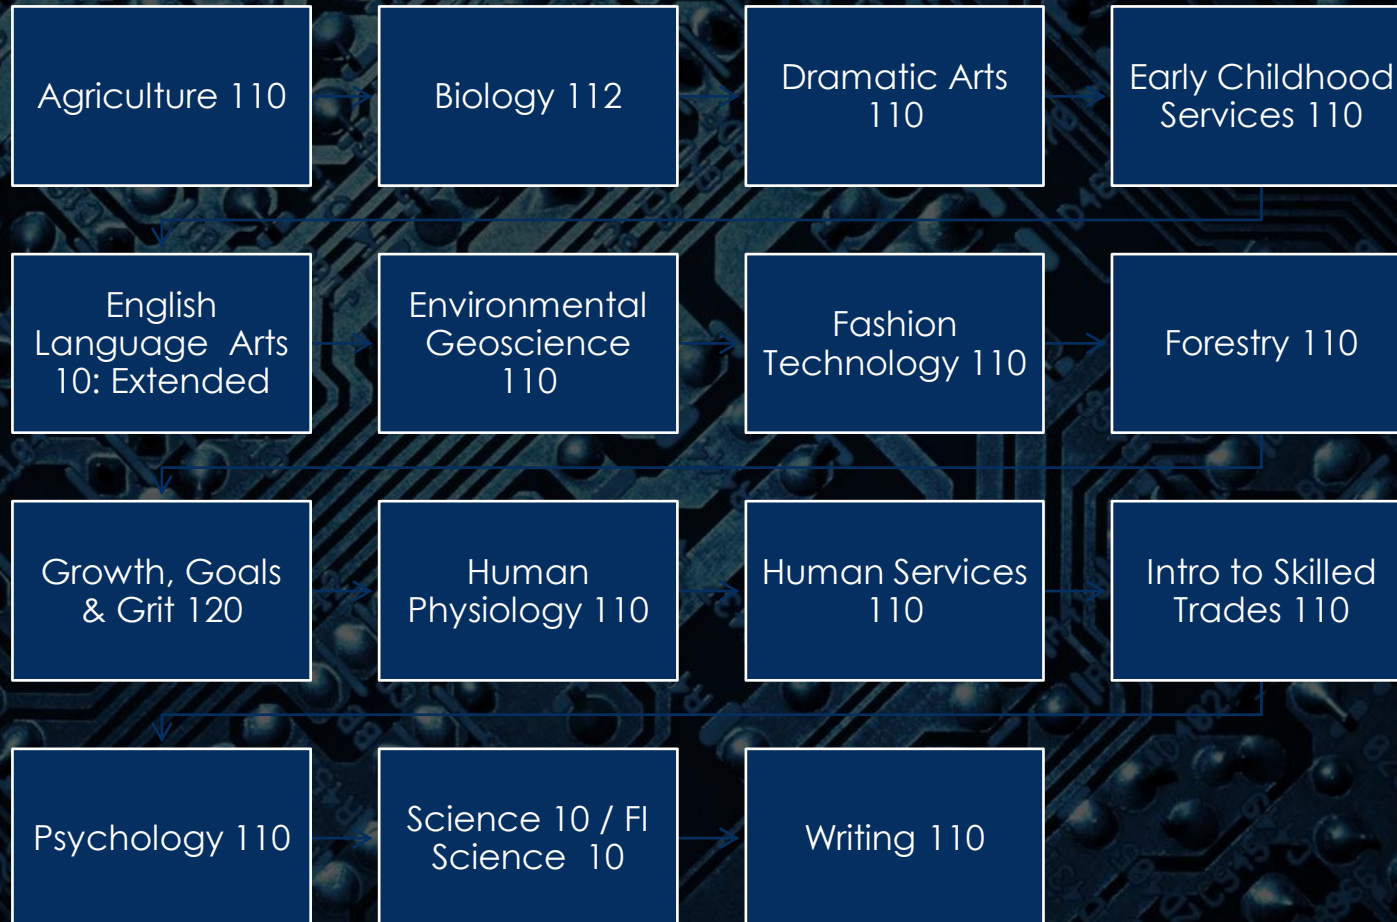 Agriculture 110
Biology 112
Dramatic Arts
110
Early Childhood
Services 110
English
Language  Arts
10: Extended
Environmental
Geoscience
110
Fashion
Technology 110
Forestry 110
Growth, Goals
& Grit 120
Human
Physiology 110
Human Services
110
Intro to Skilled
Trades 110
Psychology 110
Science 10 / FI
Science  10
Writing 110